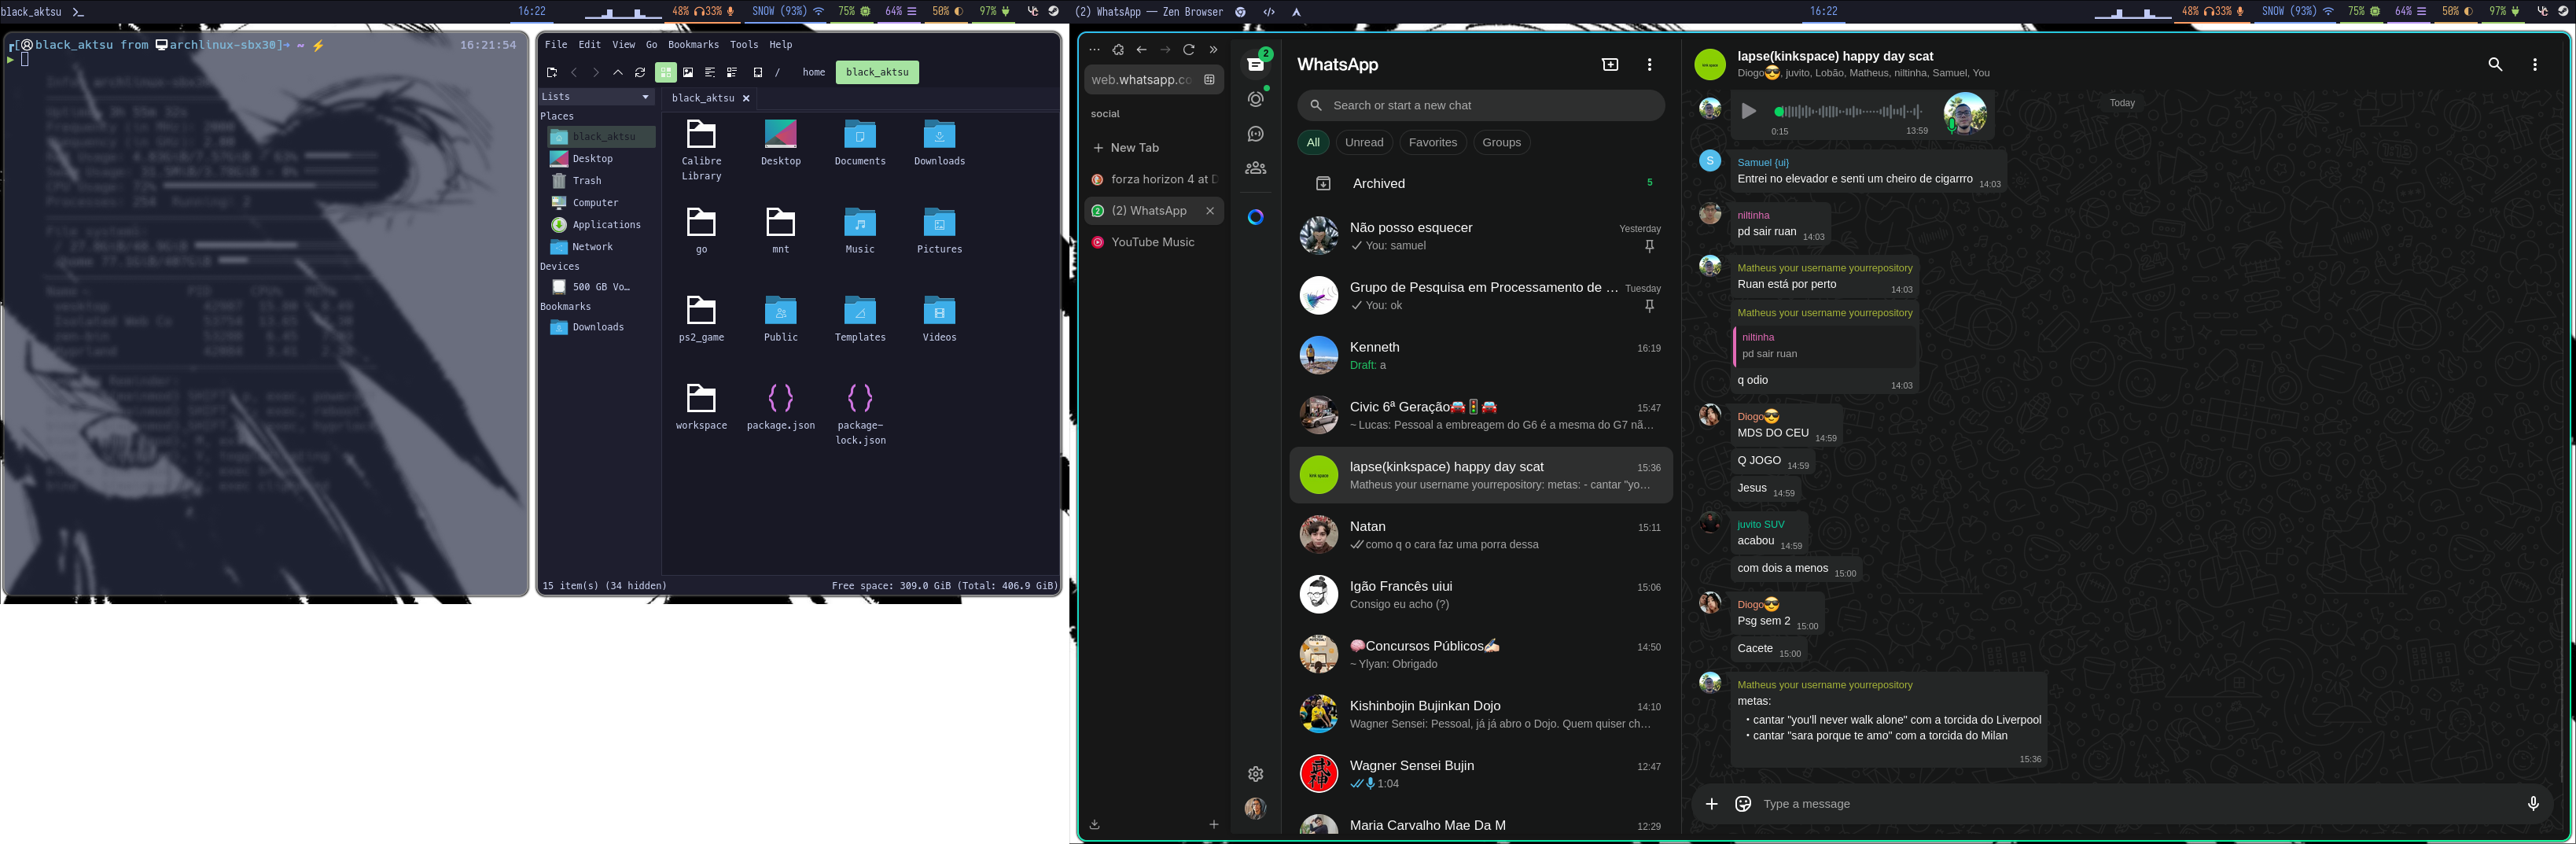 black_aktsu
16:22
48% 33%
SNOW (93%)
75%
64%
50%
97%
(2) WhatsApp — Zen Browser
16:22
48% 33%
SNOW (93%)
75%
64%
50%
97%
[black_aktsu from archlinux-sbx30]→ ~ ⚡
16:21:54
File Edit View Go Bookmarks Tools Help
/ home black_aktsu
Lists
Places
black_aktsu
Desktop
Trash
Computer
Applications
Network
Devices
500 GB Vo…
Bookmarks
Downloads
black_aktsu
Calibre Library
Desktop
Documents
Downloads
go
mnt
Music
Pictures
ps2_game
Public
Templates
Videos
workspace
package.json
package-lock.json
15 item(s) (34 hidden)
Free space: 309.0 GiB (Total: 406.9 GiB)
web.whatsapp.co
social
New Tab
forza horizon 4 at D
(2) WhatsApp
YouTube Music
2
WhatsApp
Search or start a new chat
All Unread Favorites Groups
Archived 5
Não posso esquecer Yesterday
You: samuel
Grupo de Pesquisa em Processamento de … Tuesday
You: ok
Kenneth 16:19
Draft: a
Civic 6ª Geração🚘🚦🚘 15:47
~ Lucas: Pessoal a embreagem do G6 é a mesma do G7 nã…
lapse(kinkspace) happy day scat 15:36
Matheus your username yourrepository: metas: - cantar "yo…
Natan 15:11
como q o cara faz uma porra dessa
Igão Francês uiui 15:06
Consigo eu acho (?)
🧠Concursos Públicos✍🏻 14:50
~ Ylyan: Obrigado
Kishinbojin Bujinkan Dojo 14:10
Wagner Sensei: Pessoal, já já abro o Dojo. Quem quiser ch…
Wagner Sensei Bujin 12:47
1:04
Maria Carvalho Mae Da M 12:29
lapse(kinkspace) happy day scat
Diogo😎, juvito, Lobão, Matheus, niltinha, Samuel, You
Today
0:15 13:59
Samuel {ui}
Entrei no elevador e senti um cheiro de cigarrro 14:03
niltinha
pd sair ruan 14:03
Matheus your username yourrepository
Ruan está por perto 14:03
Matheus your username yourrepository
niltinha
pd sair ruan
q odio 14:03
Diogo😎
MDS DO CEU 14:59
Q JOGO 14:59
Jesus 14:59
juvito SUV
acabou 14:59
com dois a menos 15:00
Diogo😎
Psg sem 2 15:00
Cacete 15:00
Matheus your username yourrepository
metas:
• cantar "you'll never walk alone" com a torcida do Liverpool
• cantar "sara porque te amo" com a torcida do Milan
15:36
Type a message